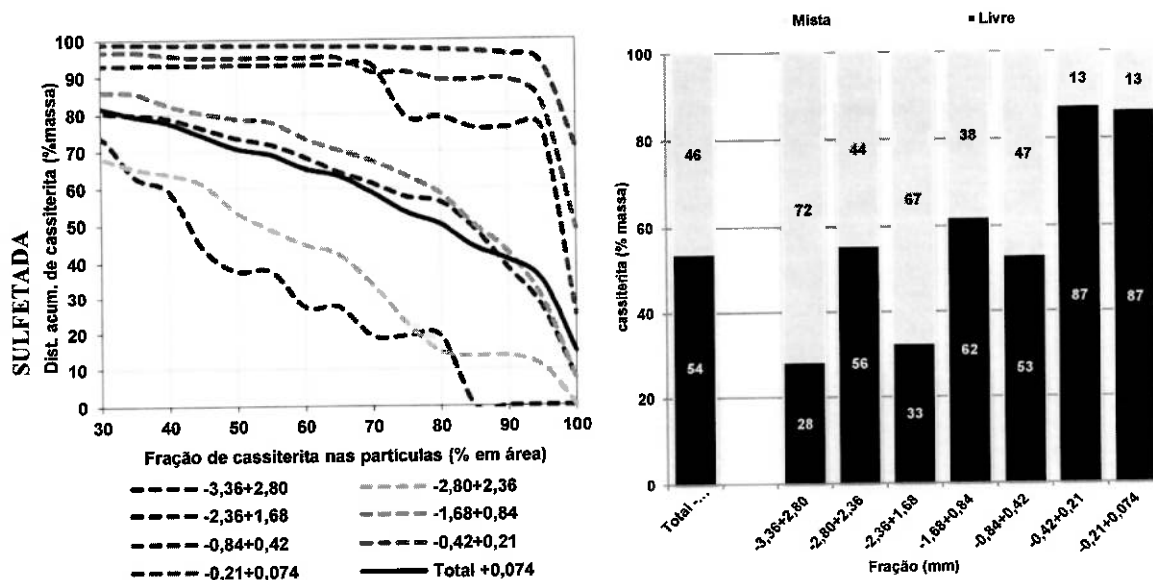 SULFETADA
Dist. acum. de cassiterita (%massa)
100
90
80
70
60
50
40
30
20
10
0
30 40 50 60 70 80 90 100
Fração de cassiterita nas partículas (% em área)
-3,36+2,80 -2,80+2,36
-2,36+1,68 -1,68+0,84
-0,84+0,42 -0,42+0,21
-0,21+0,074 Total +0,074
Mista Livre
cassiterita (% massa)
100
80
60
40
20
0
46 72 44 67 38 47 13 13
54 28 56 33 62 53 87 87
Total -...
-3,36+2,80
-2,80+2,36
-2,36+1,68
-1,68+0,84
-0,84+0,42
-0,42+0,21
-0,21+0,074
Fração (mm)